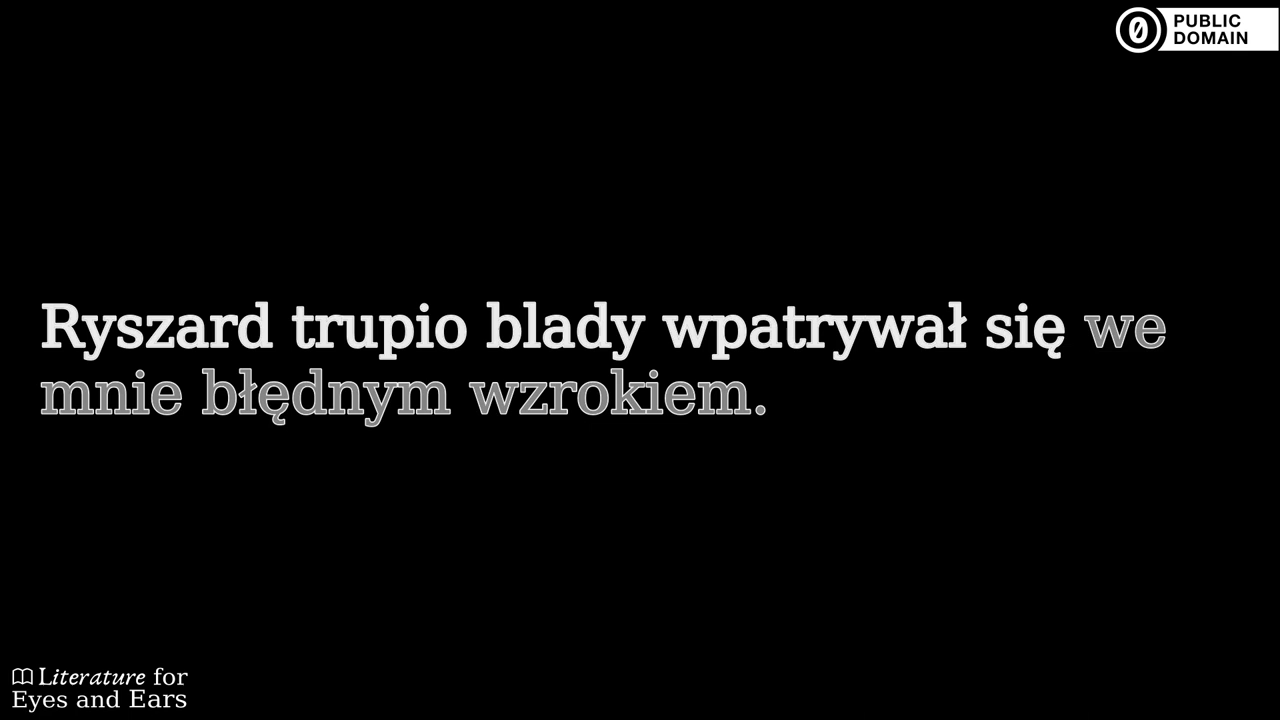 PUBLIC
DOMAIN
Ryszard trupio blady wpatrywał się we
mnie błędnym wzrokiem.
Literature for
Eyes and Ears